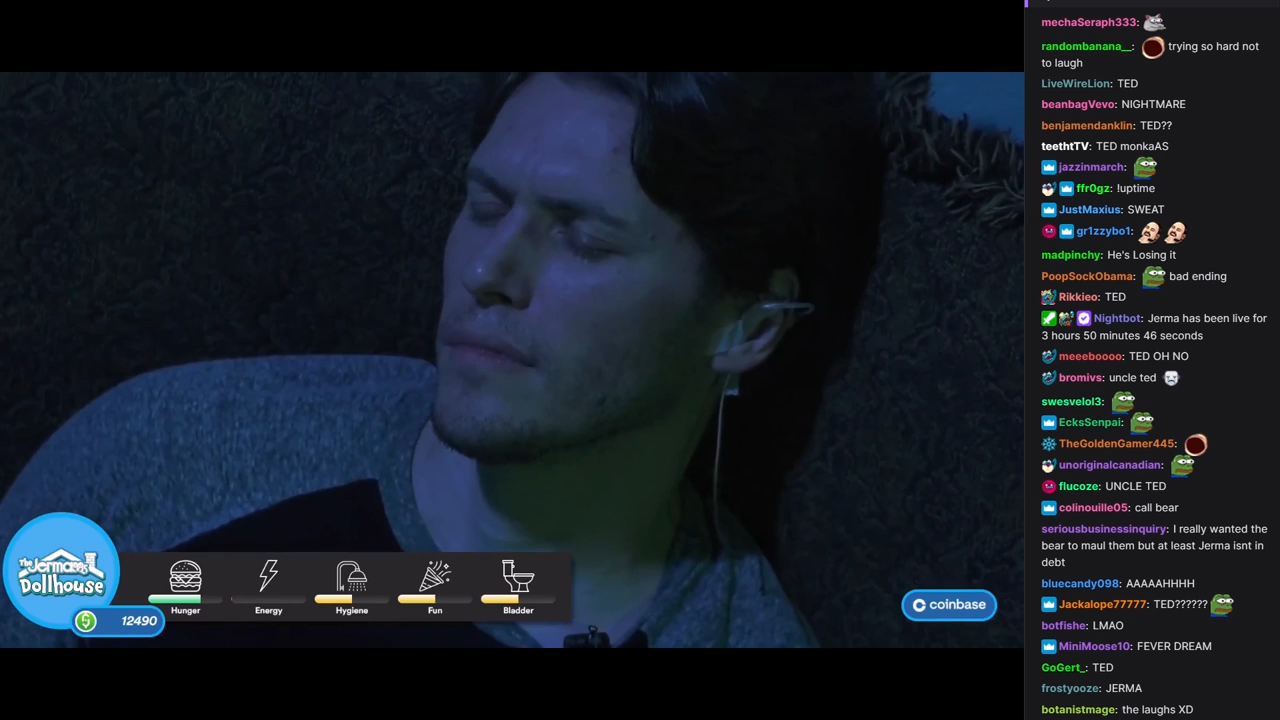 mechaSeraph333:
randombanana__: trying so hard not
to laugh
LiveWireLion: TED
beanbagVevo: NIGHTMARE
benjamendanklin: TED??
teethtTV: TED monkaAS
jazzinmarch:
ffr0gz: !uptime
JustMaxius: SWEAT
gr1zzybo1:
madpinchy: He's Losing it
PoopSockObama: bad ending
Rikkieo: TED
Nightbot: Jerma has been live for
3 hours 50 minutes 46 seconds
meeeboooo: TED OH NO
bromivs: uncle ted
swesvelol3:
EcksSenpai:
TheGoldenGamer445:
unoriginalcanadian:
flucoze: UNCLE TED
colinouille05: call bear
seriousbusinessinquiry: I really wanted the
bear to maul them but at least Jerma isnt in
debt
bluecandy098: AAAAAHHHH
Jackalope77777: TED??????
botfishe: LMAO
MiniMoose10: FEVER DREAM
GoGert_: TED
frostyooze: JERMA
botanistmage: the laughs XD
The Jerma985
Dollhouse
12490
Hunger
Energy
Hygiene
Fun
Bladder
coinbase